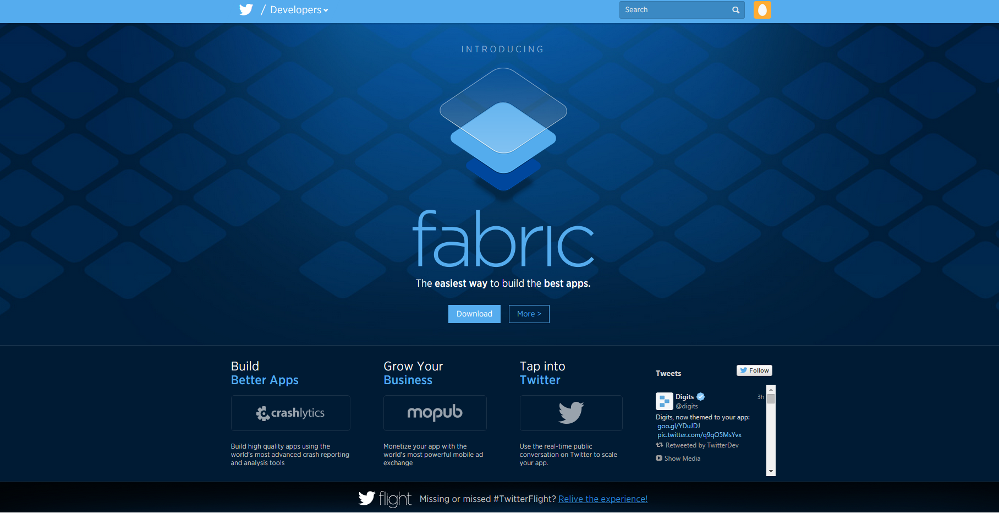 / Developers
Search
INTRODUCING
fabric
The easiest way to build the best apps.
Download
More >
Build
Better Apps
crashlytics
Build high quality apps using the
world's most advanced crash reporting
and analysis tools
Grow Your
Business
mopub
Monetize your app with the
world's most powerful mobile ad
exchange
Tap into
Twitter
Use the real-time public
conversation on Twitter to scale
your app.
Tweets
Follow
Digits
3h
@digits
Digits, now themed to your app:
goo.gl/YDuJDJ
pic.twitter.com/q9qO5MsYvx
Retweeted by TwitterDev
Show Media
flight
Missing or missed #TwitterFlight? Relive the experience!